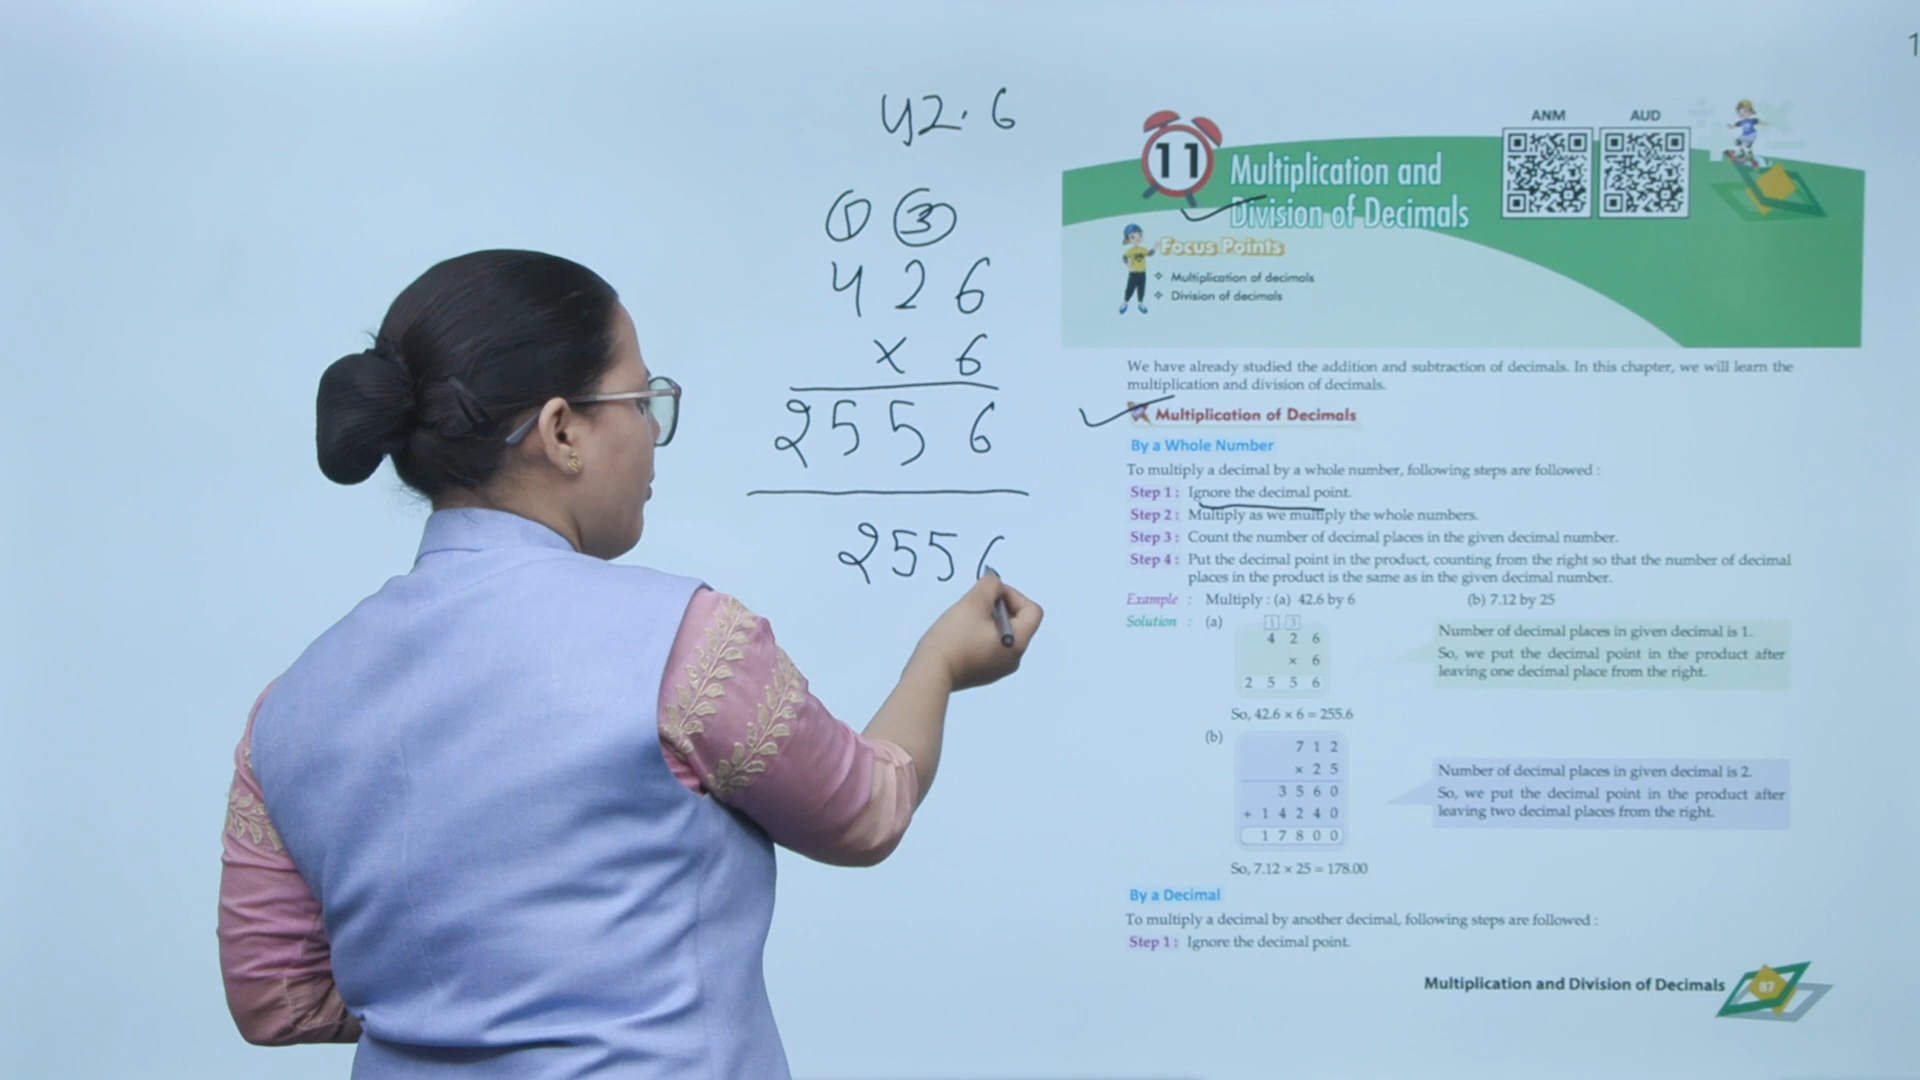 42.6
1 3
4 2 6
× 6
2 5 5 6
2556
1
ANM AUD
11 Multiplication and
Division of Decimals
Focus Points
❖ Multiplication of decimals
❖ Division of decimals
We have already studied the addition and subtraction of decimals. In this chapter, we will learn the
multiplication and division of decimals.
Multiplication of Decimals
By a Whole Number
To multiply a decimal by a whole number, following steps are followed :
Step 1 : Ignore the decimal point.
Step 2 : Multiply as we multiply the whole numbers.
Step 3 : Count the number of decimal places in the given decimal number.
Step 4 : Put the decimal point in the product, counting from the right so that the number of decimal
places in the product is the same as in the given decimal number.
Example : Multiply : (a) 42.6 by 6 (b) 7.12 by 25
Solution : (a)
1 3
4 2 6
× 6
2 5 5 6
So, 42.6 × 6 = 255.6
Number of decimal places in given decimal is 1.
So, we put the decimal point in the product after
leaving one decimal place from the right.
(b)
7 1 2
× 2 5
3 5 6 0
+ 1 4 2 4 0
1 7 8 0 0
So, 7.12 × 25 = 178.00
Number of decimal places in given decimal is 2.
So, we put the decimal point in the product after
leaving two decimal places from the right.
By a Decimal
To multiply a decimal by another decimal, following steps are followed :
Step 1 : Ignore the decimal point.
Multiplication and Division of Decimals 67